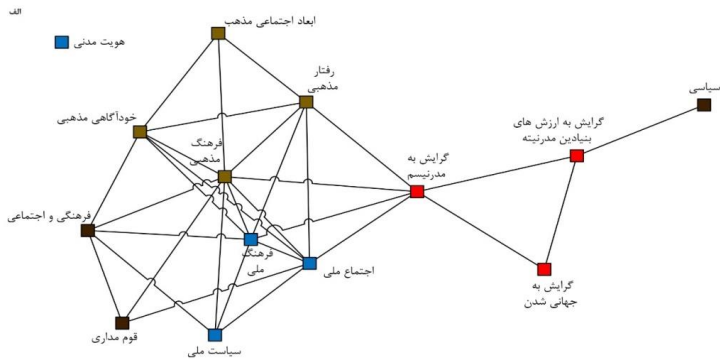 الف
هویت مدنی
ابعاد اجتماعی مذهب
رفتار
مذهبی
سیاسی
خودآگاهی مذهبی
گرایش به ارزش های
بنیادین مدرنیته
فرهنگ
مذهبی
گرایش به
مدرنیسم
فرهنگی و اجتماعی
فرهنگ
ملی
اجتماع ملی
گرایش به
جهانی شدن
قوم مداری
سیاست ملی